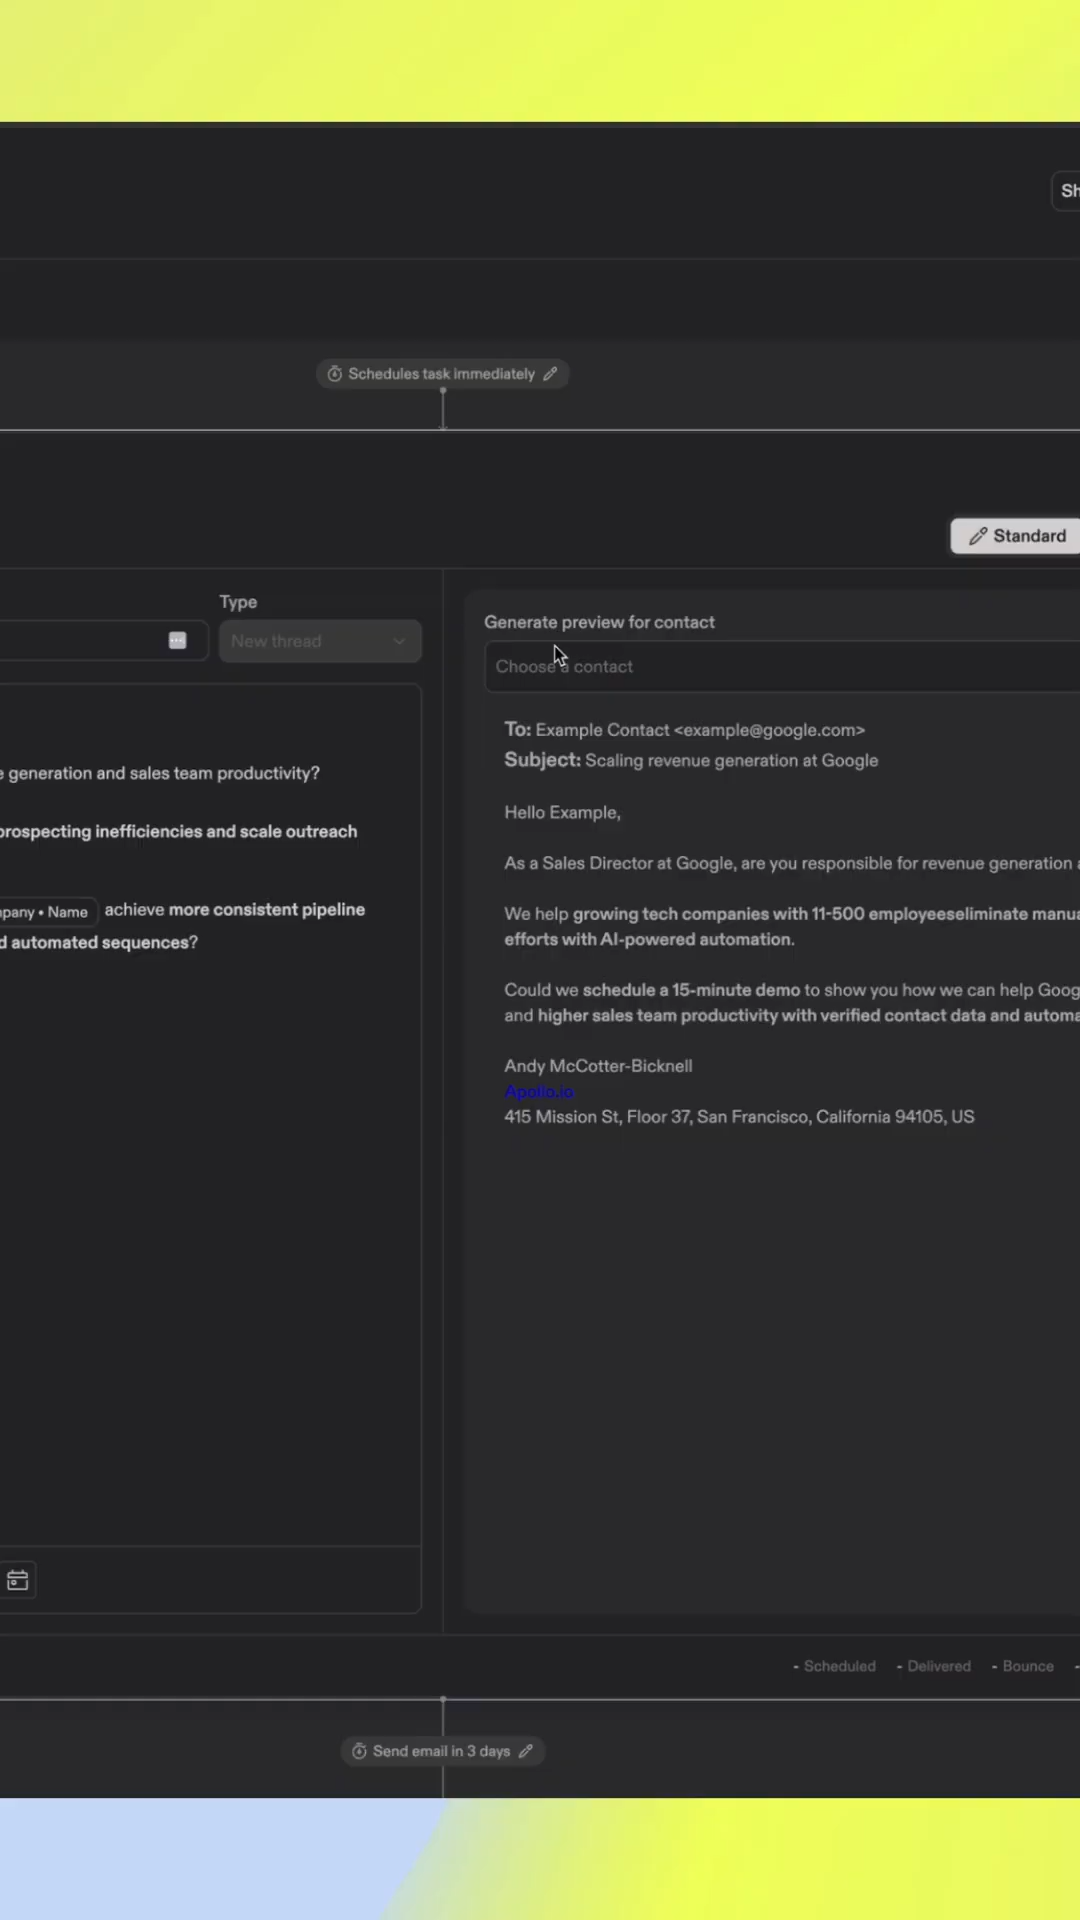 Sh
Schedules task immediately
Standard
Type
New thread
Generate preview for contact
Choose a contact
To: Example Contact <example@google.com>
Subject: Scaling revenue generation at Google
e generation and sales team productivity?
prospecting inefficiencies and scale outreach
mpany • Name achieve more consistent pipeline
d automated sequences?
Hello Example,
As a Sales Director at Google, are you responsible for revenue generation a
We help growing tech companies with 11-500 employeeseliminate manua
efforts with AI-powered automation.
Could we schedule a 15-minute demo to show you how we can help Goog
and higher sales team productivity with verified contact data and automa
Andy McCotter-Bicknell
Apollo.io
415 Mission St, Floor 37, San Francisco, California 94105, US
- Scheduled - Delivered - Bounce -
Send email in 3 days